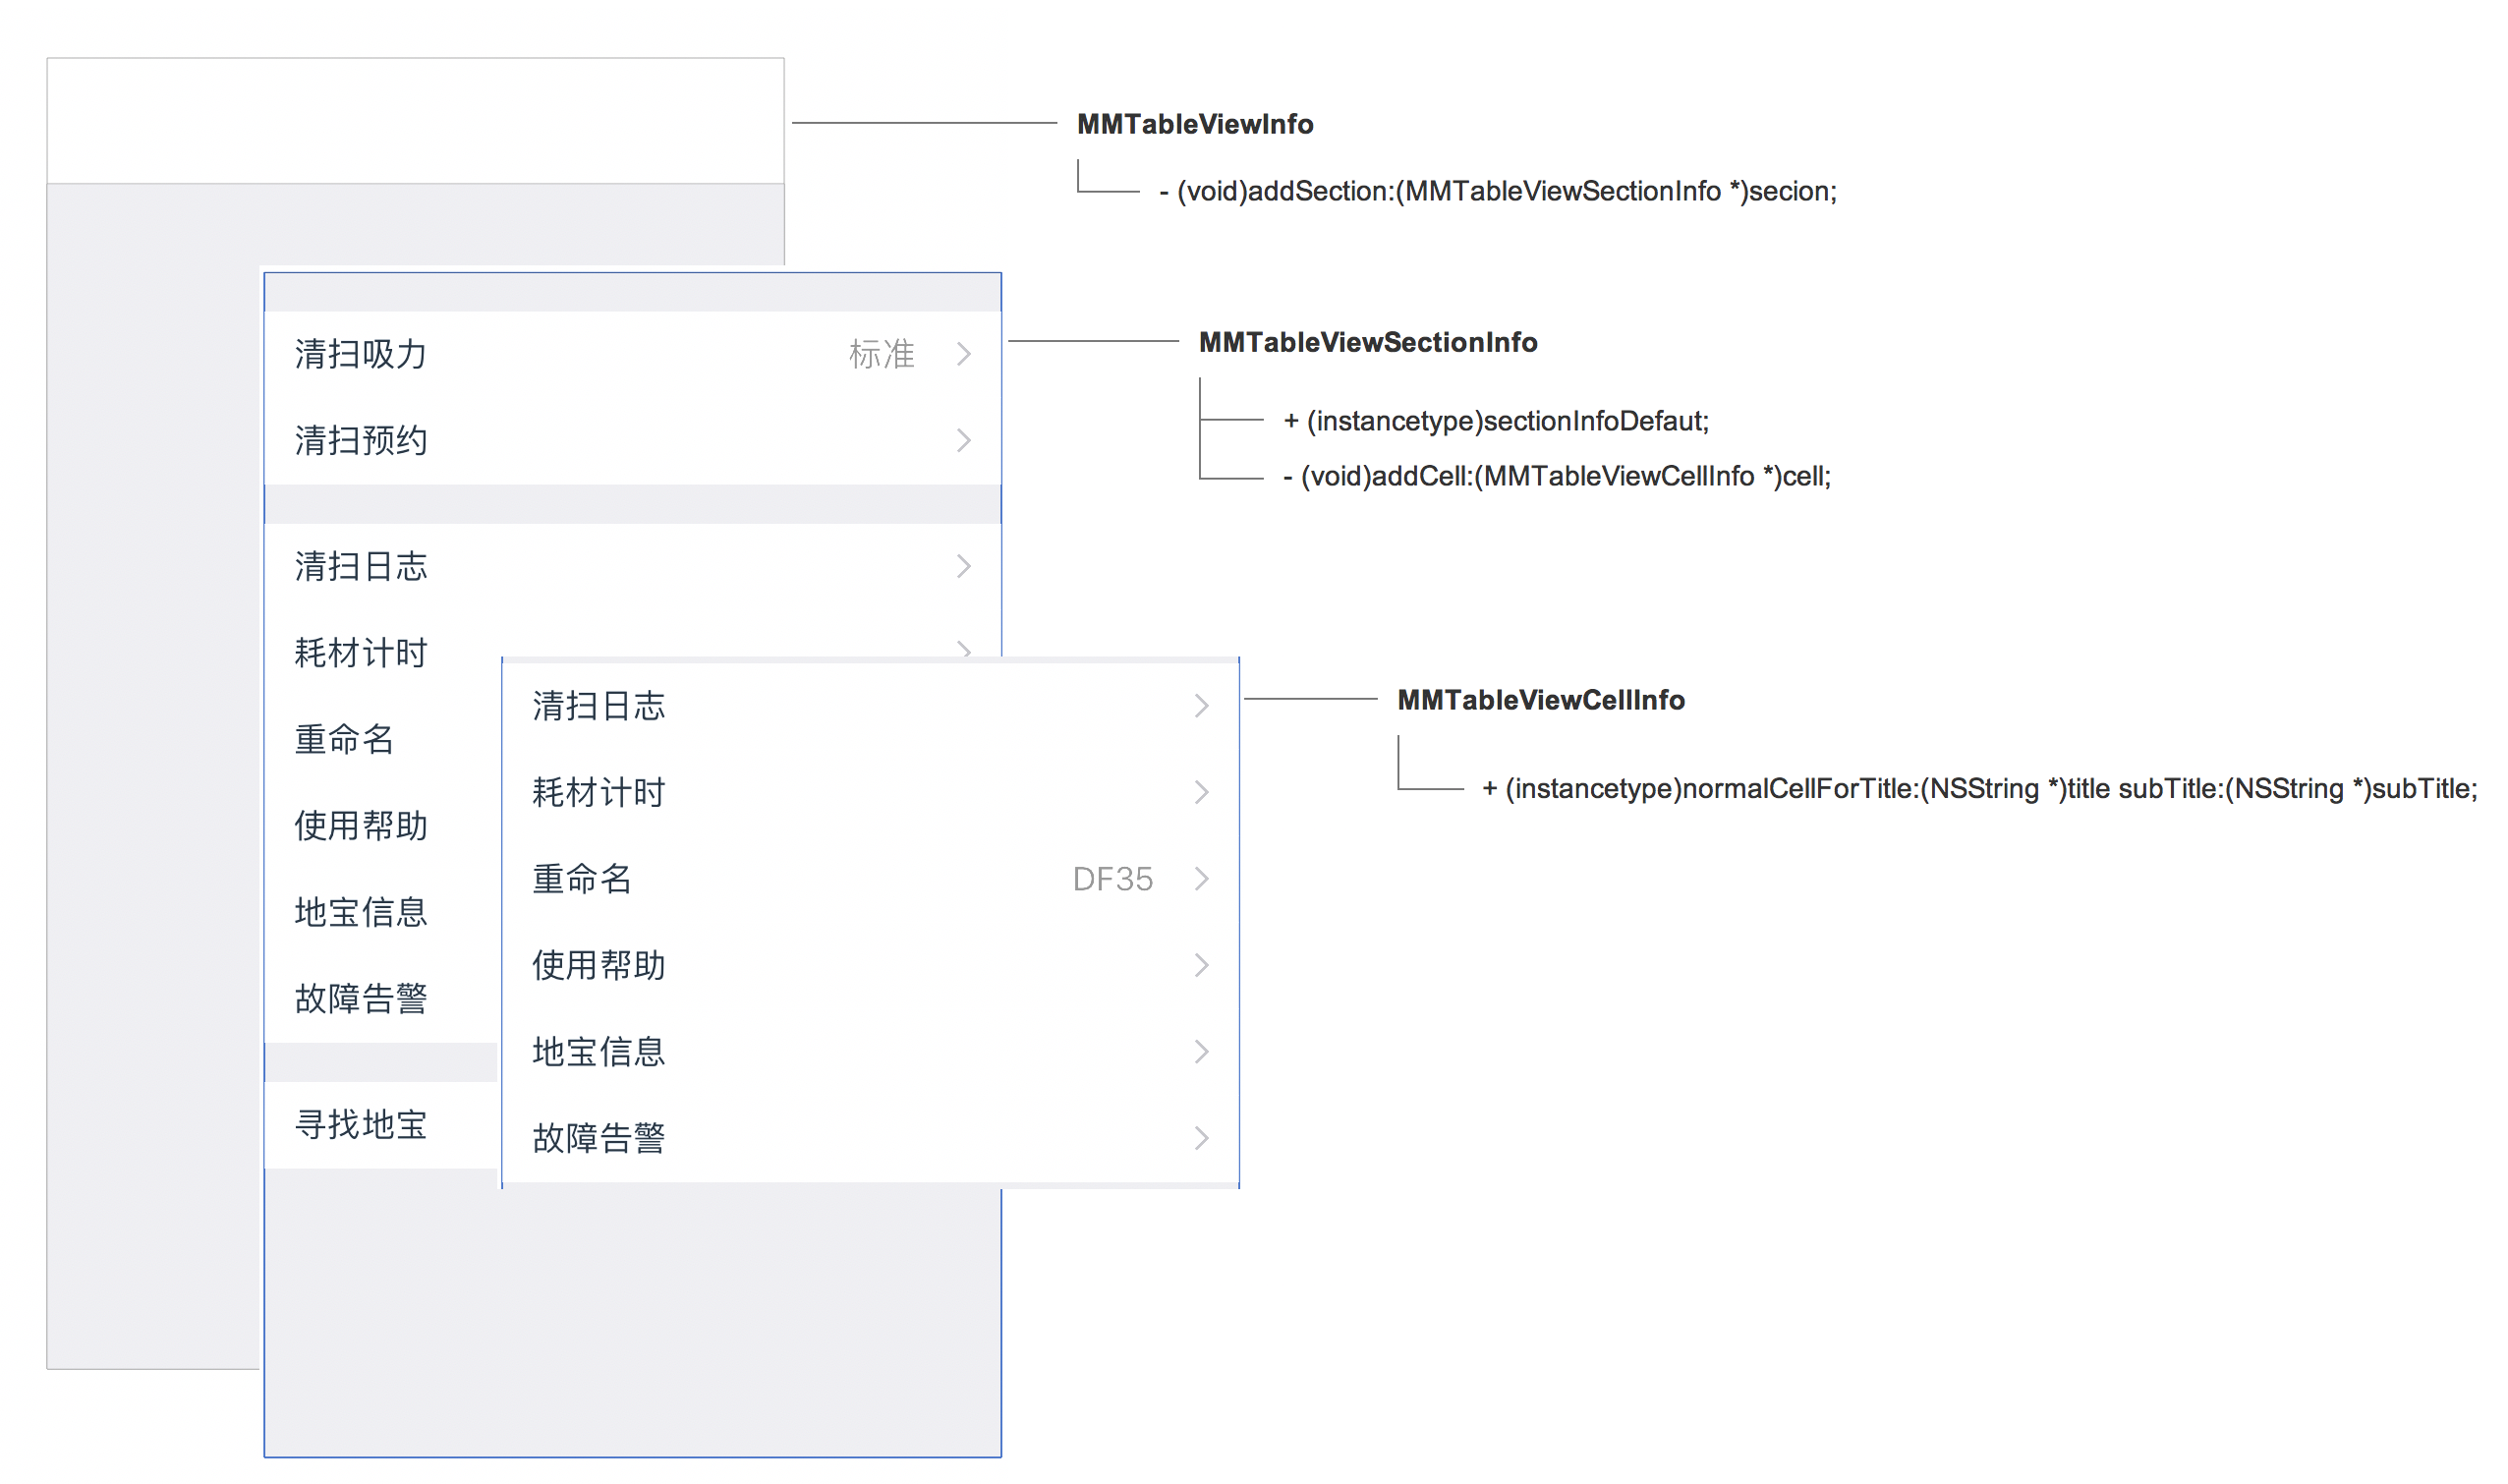 MMTableViewInfo
- (void)addSection:(MMTableViewSectionInfo *)secion;
清扫吸力 标准
清扫预约
清扫日志
耗材计时
重命名
使用帮助
地宝信息
故障告警
寻找地宝
MMTableViewSectionInfo
+ (instancetype)sectionInfoDefaut;
- (void)addCell:(MMTableViewCellInfo *)cell;
清扫日志
耗材计时
重命名 DF35
使用帮助
地宝信息
故障告警
MMTableViewCellInfo
+ (instancetype)normalCellForTitle:(NSString *)title subTitle:(NSString *)subTitle;